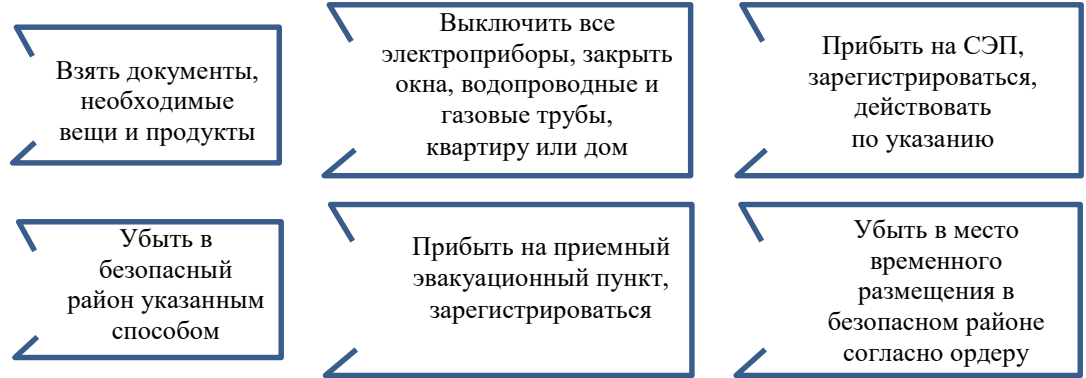 Взять документы,
необходимые
вещи и продукты
Выключить все
электроприборы, закрыть
окна, водопроводные и
газовые трубы,
квартиру или дом
Прибыть на СЭП,
зарегистрироваться,
действовать
по указанию
Убыть в
безопасный
район указанным
способом
Прибыть на приемный
эвакуационный пункт,
зарегистрироваться
Убыть в место
временного
размещения в
безопасном районе
согласно ордеру